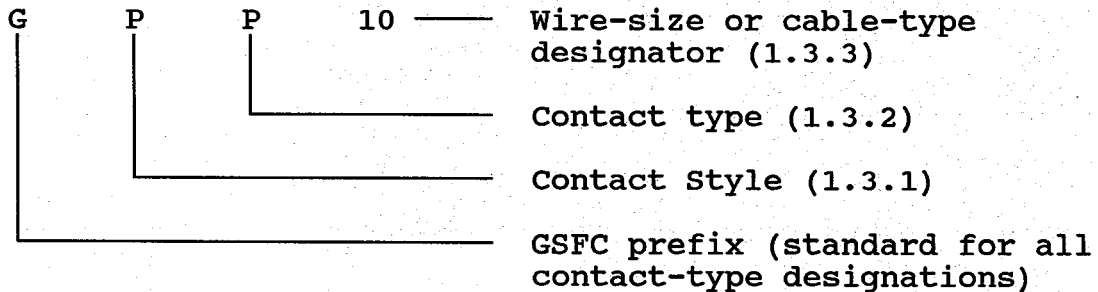 G P P 10 Wire-size or cable-type
designator (1.3.3)
Contact type (1.3.2)
Contact Style (1.3.1)
GSFC prefix (standard for all
contact-type designations)